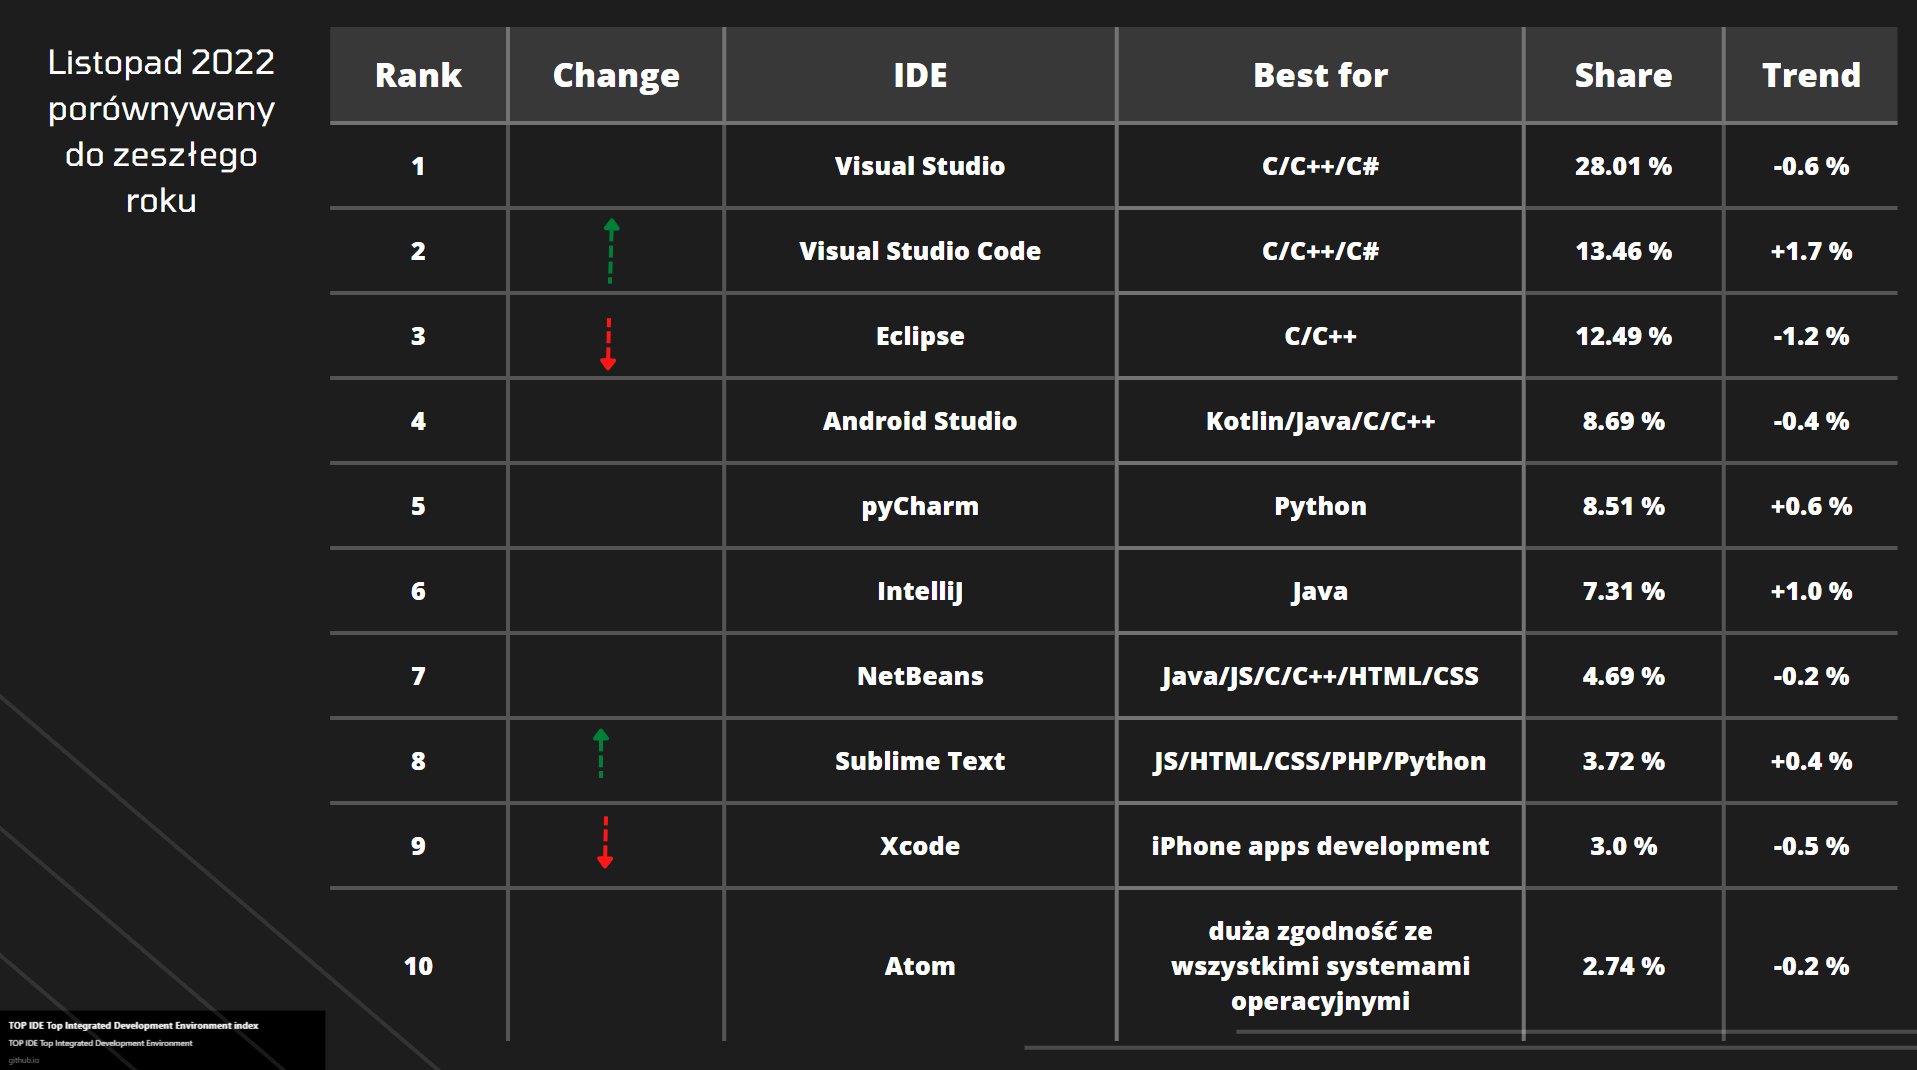 Listopad 2022
porównywany
do zeszłego
roku
Rank Change IDE Best for Share Trend
1 Visual Studio C/C++/C# 28.01 % -0.6 %
2 Visual Studio Code C/C++/C# 13.46 % +1.7 %
3 Eclipse C/C++ 12.49 % -1.2 %
4 Android Studio Kotlin/Java/C/C++ 8.69 % -0.4 %
5 pyCharm Python 8.51 % +0.6 %
6 IntelliJ Java 7.31 % +1.0 %
7 NetBeans Java/JS/C/C++/HTML/CSS 4.69 % -0.2 %
8 Sublime Text JS/HTML/CSS/PHP/Python 3.72 % +0.4 %
9 Xcode iPhone apps development 3.0 % -0.5 %
10 Atom duża zgodność ze
wszystkimi systemami
operacyjnymi 2.74 % -0.2 %
TOP IDE Top Integrated Development Environment index
TOP IDE Top Integrated Development Environment
github.io